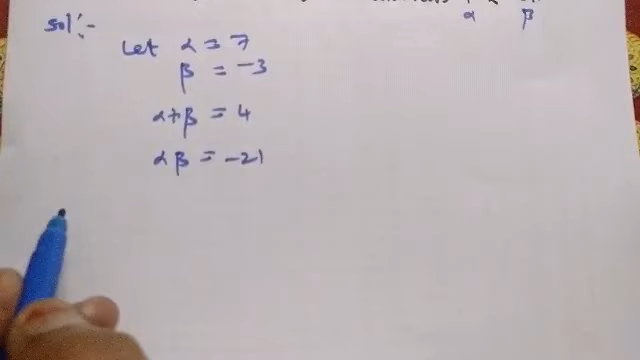 α β
Sol:-
Let α = 7
β = -3
α+β = 4
αβ = -21